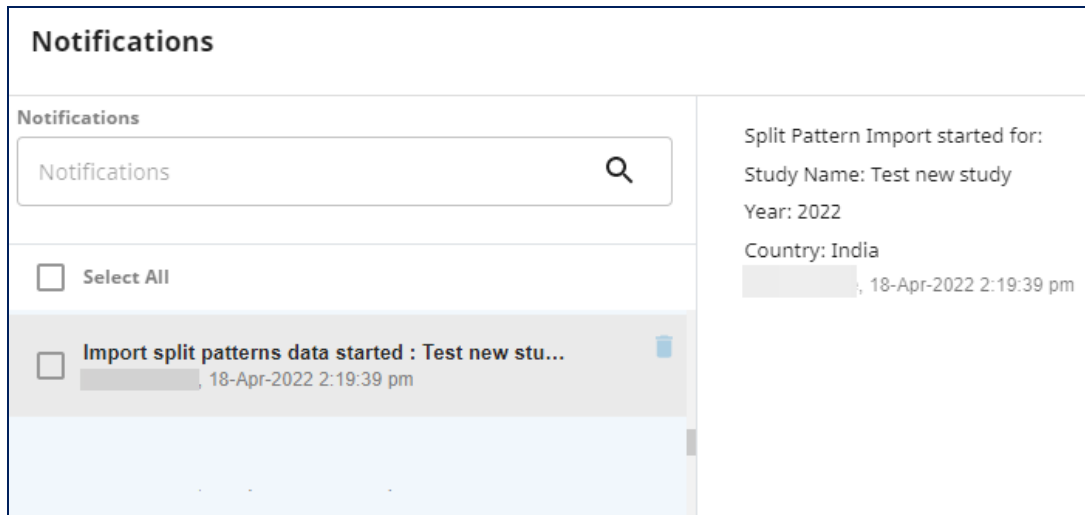 Notifications
Notifications
Notifications
Select All
Import split patterns data started : Test new stu...
, 18-Apr-2022 2:19:39 pm
Split Pattern Import started for:
Study Name: Test new study
Year: 2022
Country: India
, 18-Apr-2022 2:19:39 pm